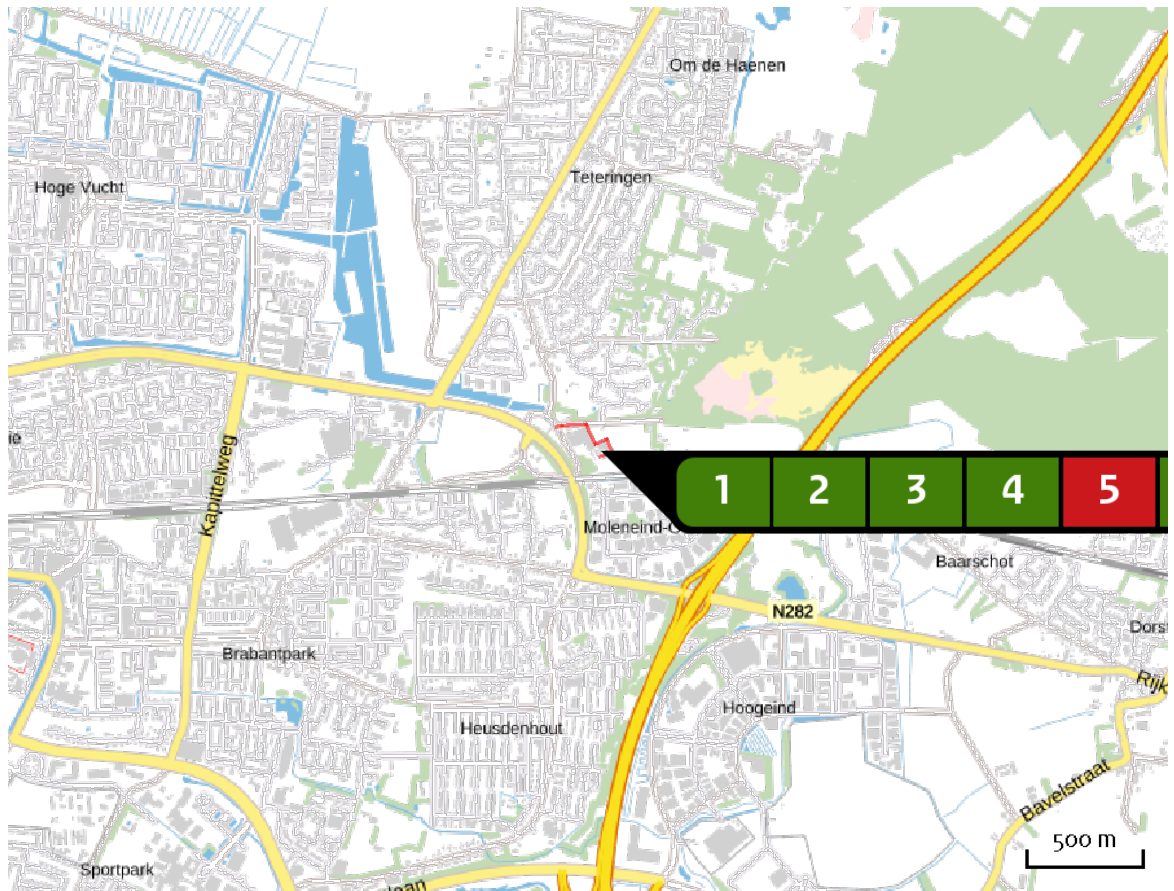 Om de Haenen
Teteringen
Hoge Vucht
Kapittelweg
1 2 3 4 5
Moleneind-
Baarschot
N282
Dorst
Brabantpark
Rijk
Hoogeind
Heusdenhout
Bavelstraat
500 m
Sportpark
laan